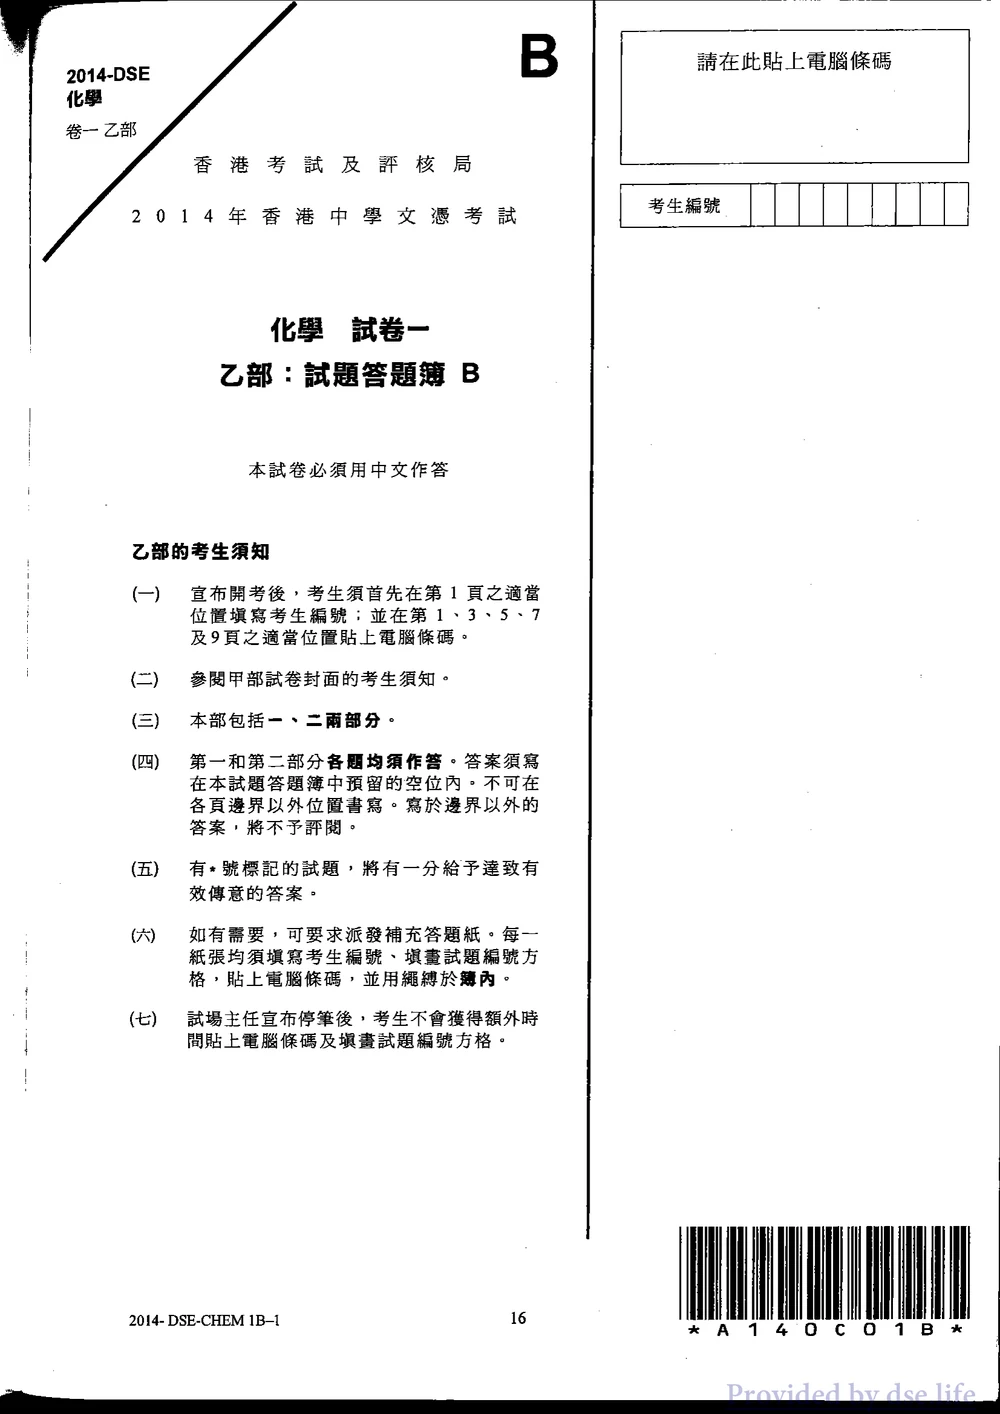 2014-DSE
化學
卷一 乙部
B
香港考試及評核局
2014年香港中學文憑考試
化學 試卷一
乙部：試題答題簿 B
本試卷必須用中文作答
乙部的考生須知
(一) 宣布開考後，考生須首先在第 1 頁之適當
位置填寫考生編號；並在第 1、3、5、7
及9頁之適當位置貼上電腦條碼。
(二) 參閱甲部試卷封面的考生須知。
(三) 本部包括一、二兩部分。
(四) 第一和第二部分各題均須作答。答案須寫
在本試題答題簿中預留的空位內。不可在
各頁邊界以外位置書寫。寫於邊界以外的
答案，將不予評閱。
(五) 有*號標記的試題，將有一分給予達致有
效傳意的答案。
(六) 如有需要，可要求派發補充答題紙。每一
紙張均須填寫考生編號、填畫試題編號方
格，貼上電腦條碼，並用繩縛於簿內。
(七) 試場主任宣布停筆後，考生不會獲得額外時
間貼上電腦條碼及填畫試題編號方格。
請在此貼上電腦條碼
考生編號
2014-DSE-CHEM 1B–1
16
*A140C01B*
Provided by dse.life